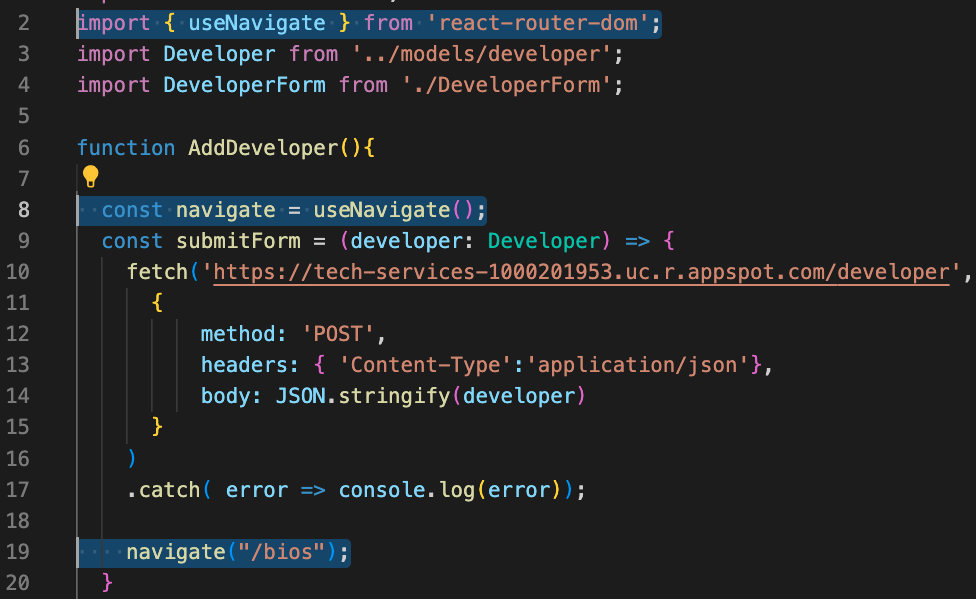 2 import { useNavigate } from 'react-router-dom';
3 import Developer from '../models/developer';
4 import DeveloperForm from './DeveloperForm';
5
6 function AddDeveloper(){
7
8 const navigate = useNavigate();
9 const submitForm = (developer: Developer) => {
10 fetch('https://tech-services-1000201953.uc.r.appspot.com/developer',
11 {
12 method: 'POST',
13 headers: { 'Content-Type':'application/json'},
14 body: JSON.stringify(developer)
15 }
16 )
17 .catch( error => console.log(error));
18
19 navigate("/bios");
20 }